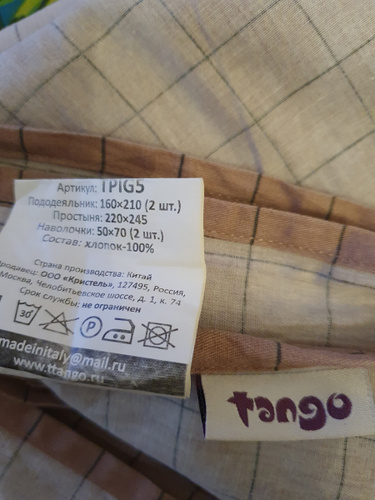 Артикул: TPIG5
Пододеяльник: 160×210 (2 шт.)
Простыня: 220×245
Наволочки: 50×70 (2 шт.)
Состав: хлопок-100%
Страна производства: Китай
Продавец: ООО «Кристель», 127495, Россия,
Москва, Челобитьевское шоссе, д. 1, к. 74
Срок службы: не ограничен
30 P
madeinitaly@mail.ru
www.ttango.ru
tango